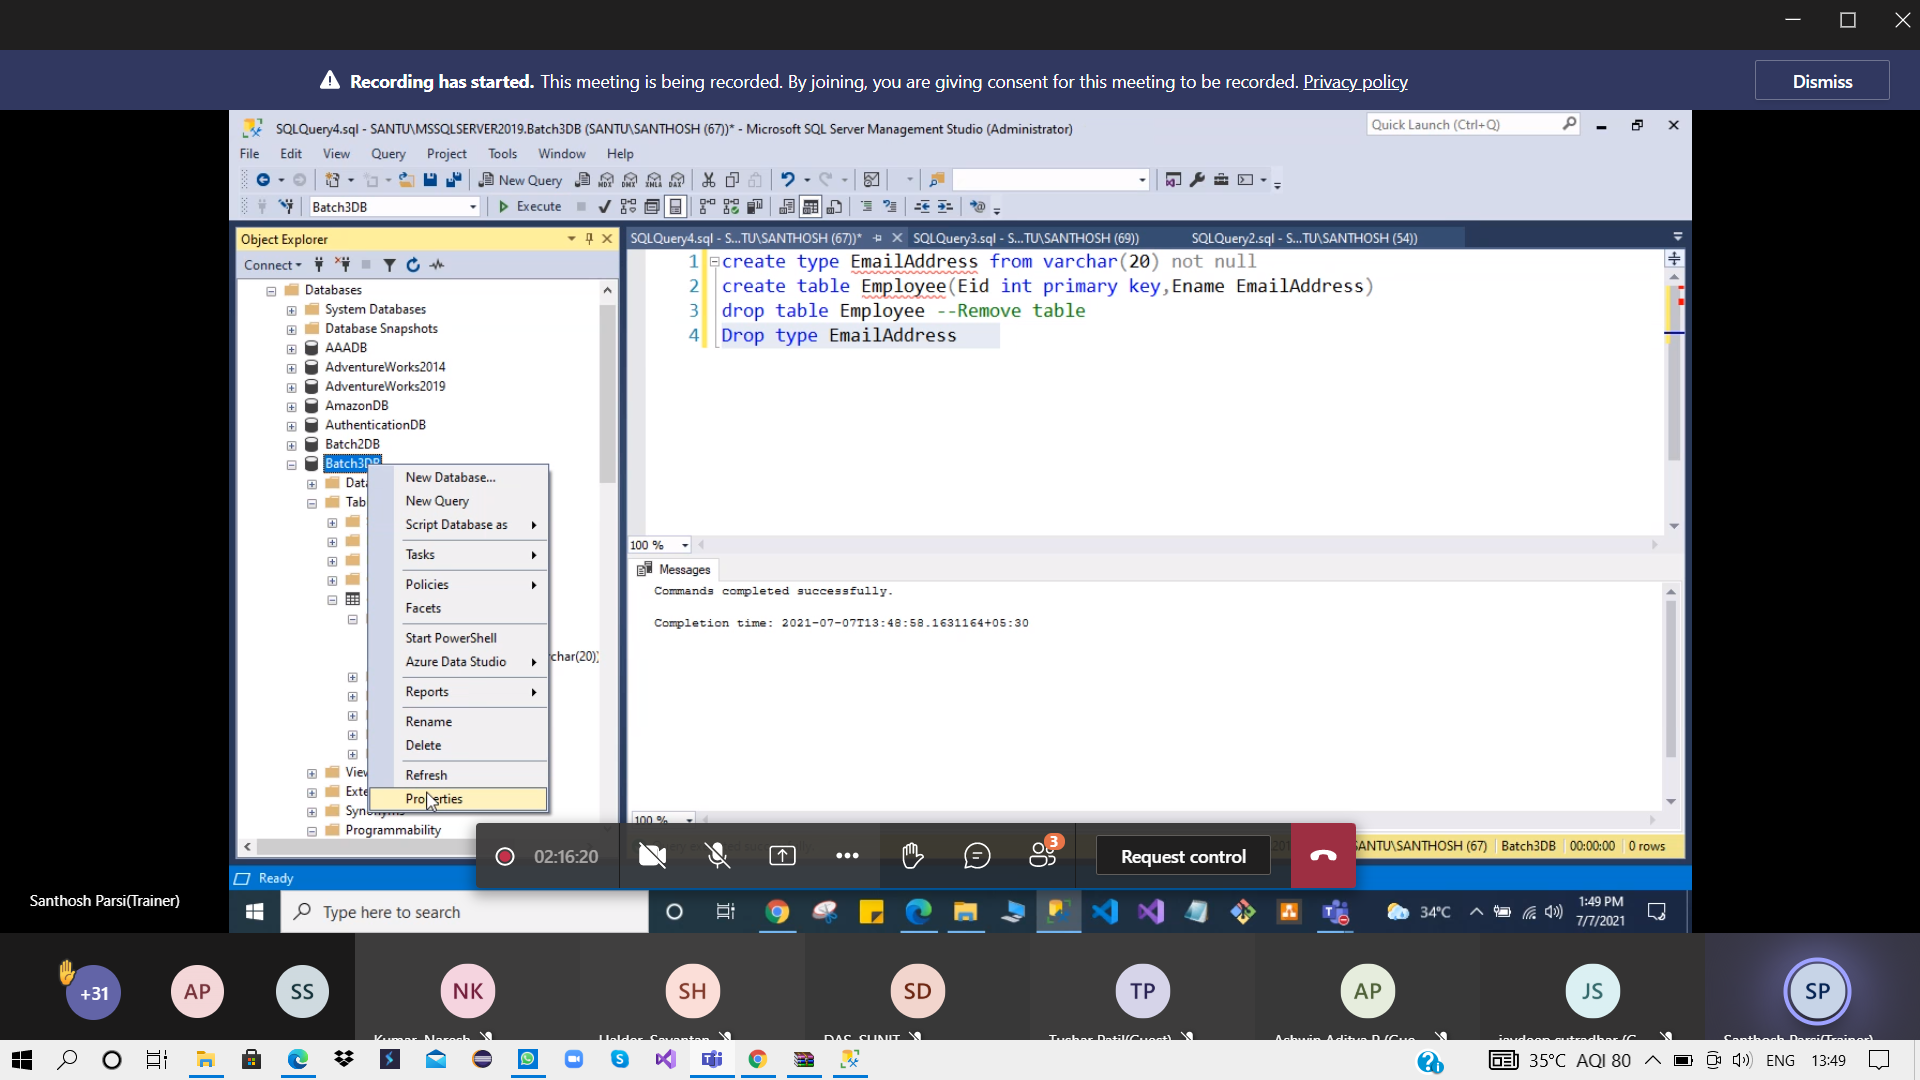 Recording has started. This meeting is being recorded. By joining, you are giving consent for this meeting to be recorded. Privacy policy
Dismiss
SQLQuery4.sql - SANTU\MSSQLSERVER2019.Batch3DB (SANTU\SANTHOSH (67))* - Microsoft SQL Server Management Studio (Administrator)
Quick Launch (Ctrl+Q)
File Edit View Query Project Tools Window Help
New Query
Batch3DB
Execute
Object Explorer
Connect
Databases
System Databases
Database Snapshots
AAADB
AdventureWorks2014
AdventureWorks2019
AmazonDB
AuthenticationDB
Batch2DB
Batch3DB
Programmability
New Database...
New Query
Script Database as
Tasks
Policies
Facets
Start PowerShell
Azure Data Studio
Reports
Rename
Delete
Refresh
Properties
char(20))
SQLQuery4.sql - S...TU\SANTHOSH (67))*
SQLQuery3.sql - S...TU\SANTHOSH (69))
SQLQuery2.sql - S...TU\SANTHOSH (54))
1 create type EmailAddress from varchar(20) not null
2 create table Employee(Eid int primary key,Ename EmailAddress)
3 drop table Employee --Remove table
4 Drop type EmailAddress
100 %
Messages
Commands completed successfully.
Completion time: 2021-07-07T13:48:58.1631164+05:30
100 %
02:16:20
3
Request control
ANTU\SANTHOSH (67) Batch3DB 00:00:00 0 rows
Ready
Santhosh Parsi(Trainer)
Type here to search
34°C
1:49 PM
7/7/2021
+31
AP
SS
NK
SH
SD
TP
AP
JS
SP
35°C AQI 80
ENG
13:49